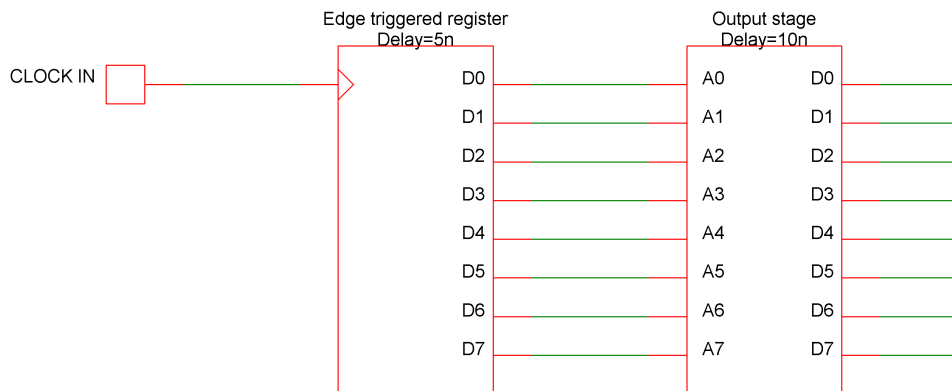 Edge triggered register
Delay=5n
Output stage
Delay=10n
CLOCK IN
D0 A0 D0
D1 A1 D1
D2 A2 D2
D3 A3 D3
D4 A4 D4
D5 A5 D5
D6 A6 D6
D7 A7 D7